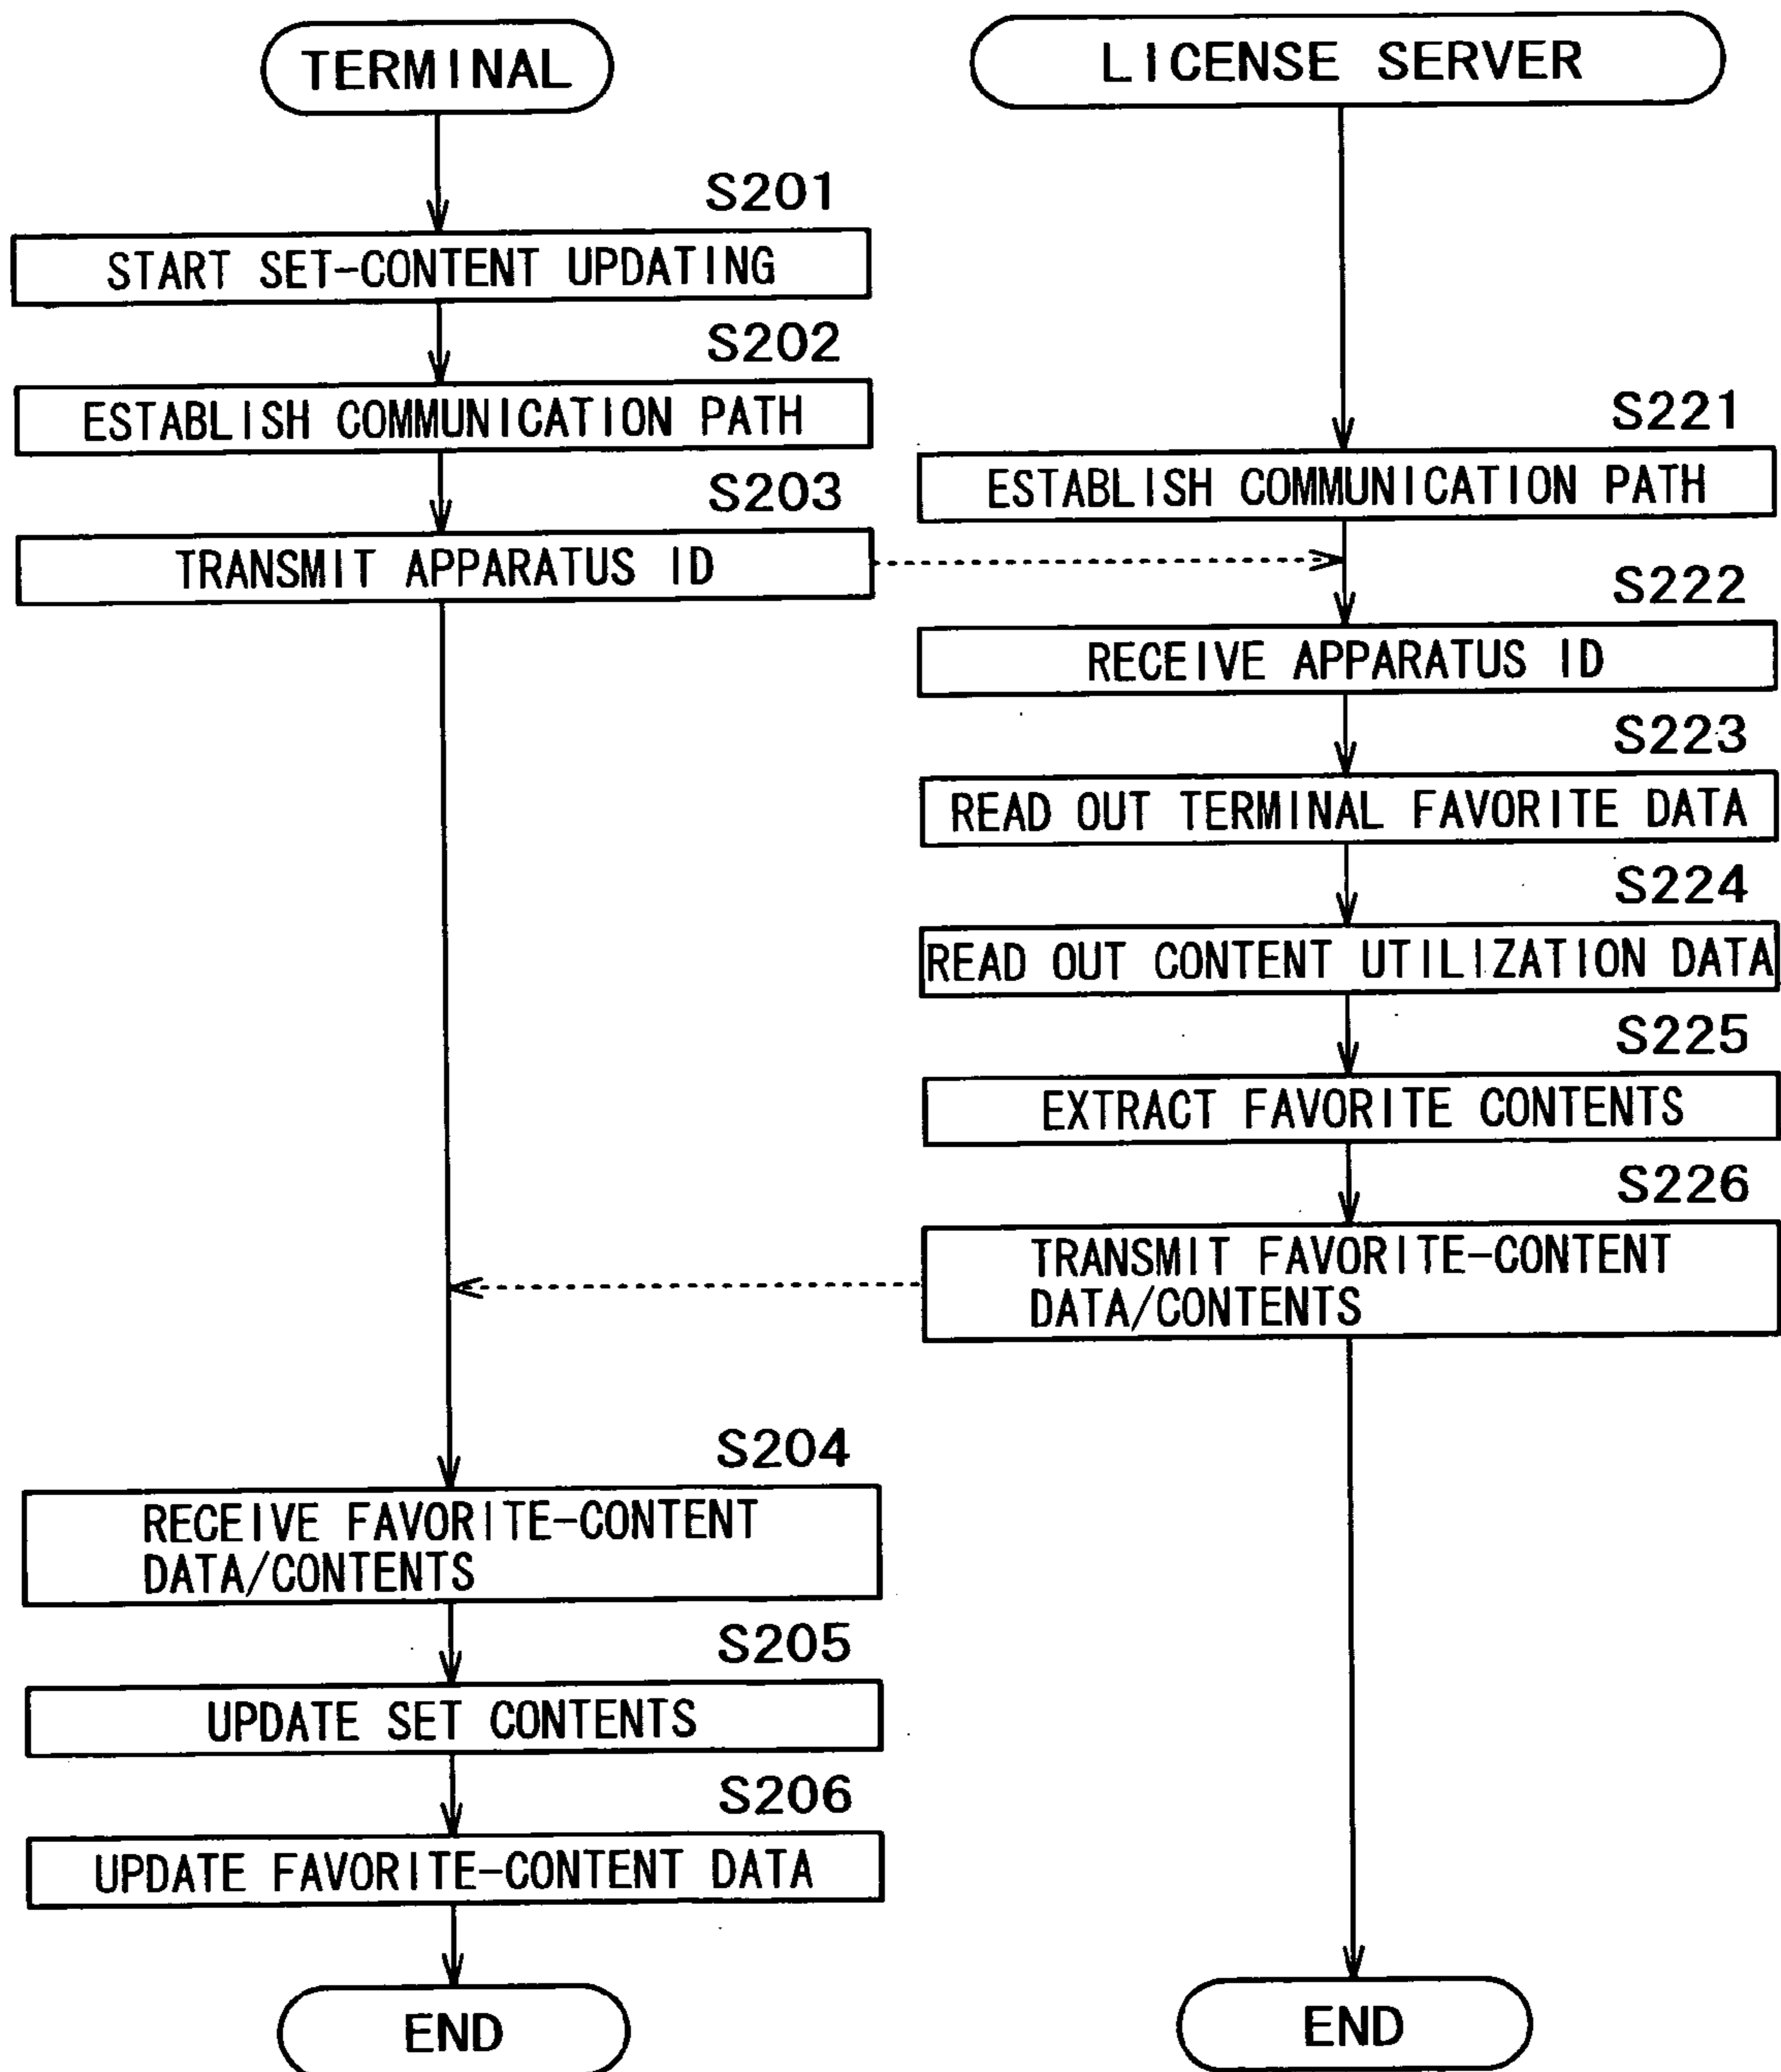 TERMINAL
S201
START SET-CONTENT UPDATING
S202
ESTABLISH COMMUNICATION PATH
S203
TRANSMIT APPARATUS ID
S204
RECEIVE FAVORITE-CONTENT
DATA/CONTENTS
S205
UPDATE SET CONTENTS
S206
UPDATE FAVORITE-CONTENT DATA
END
LICENSE SERVER
S221
ESTABLISH COMMUNICATION PATH
S222
RECEIVE APPARATUS ID
S223
READ OUT TERMINAL FAVORITE DATA
S224
READ OUT CONTENT UTILIZATION DATA
S225
EXTRACT FAVORITE CONTENTS
S226
TRANSMIT FAVORITE-CONTENT
DATA/CONTENTS
END